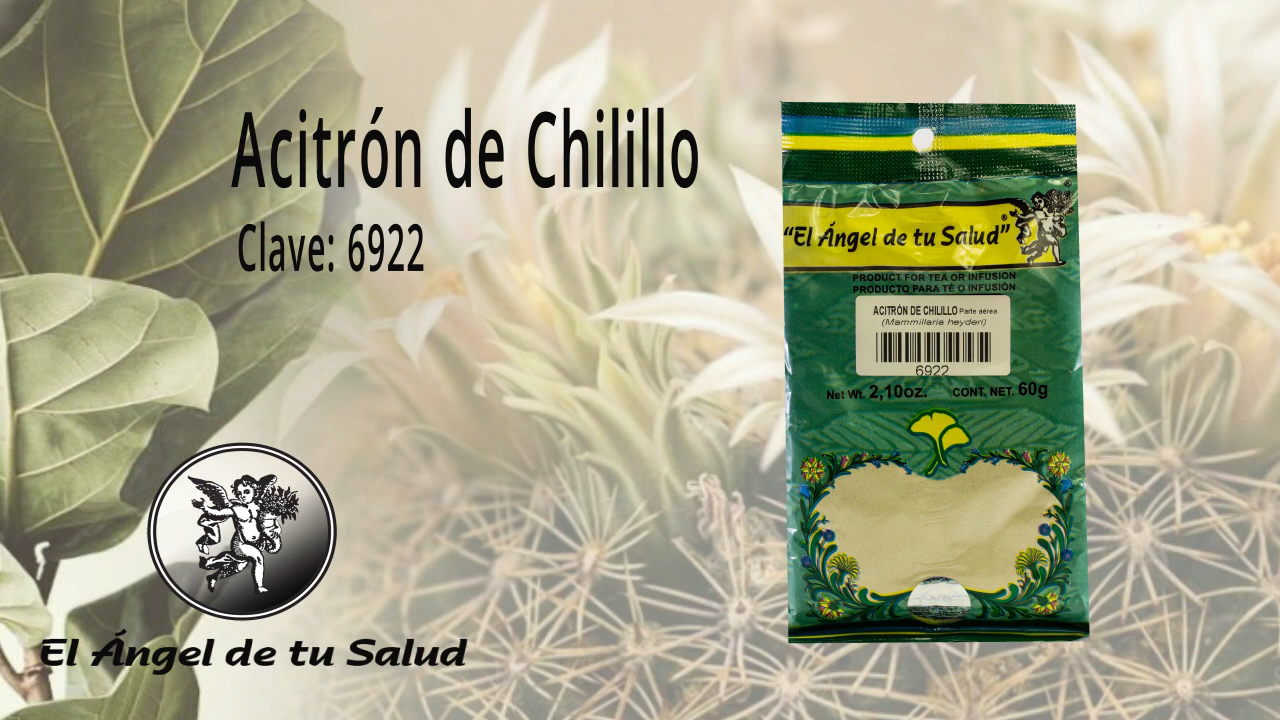 Acitrón de Chilillo
Clave: 6922
El Ángel de tu Salud
“El Ángel de tu Salud”®
PRODUCT FOR TEA OR INFUSION
PRODUCTO PARA TÉ O INFUSIÓN
ACITRÓN DE CHILILLO Parte aérea
(Mammillaria heyderi)
6922
Net Wt. 2,10oz. CONT. NET. 60g